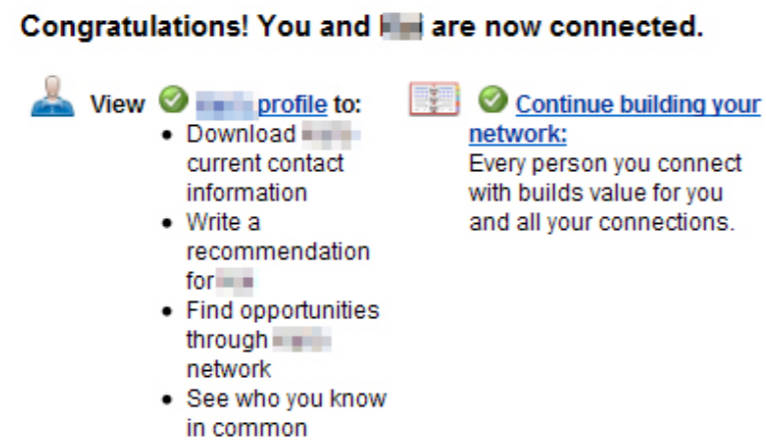 Congratulations! You and are now connected.
View profile to:
• Download
current contact
information
• Write a
recommendation
for
• Find opportunities
through
network
• See who you know
in common
Continue building your
network:
Every person you connect
with builds value for you
and all your connections.